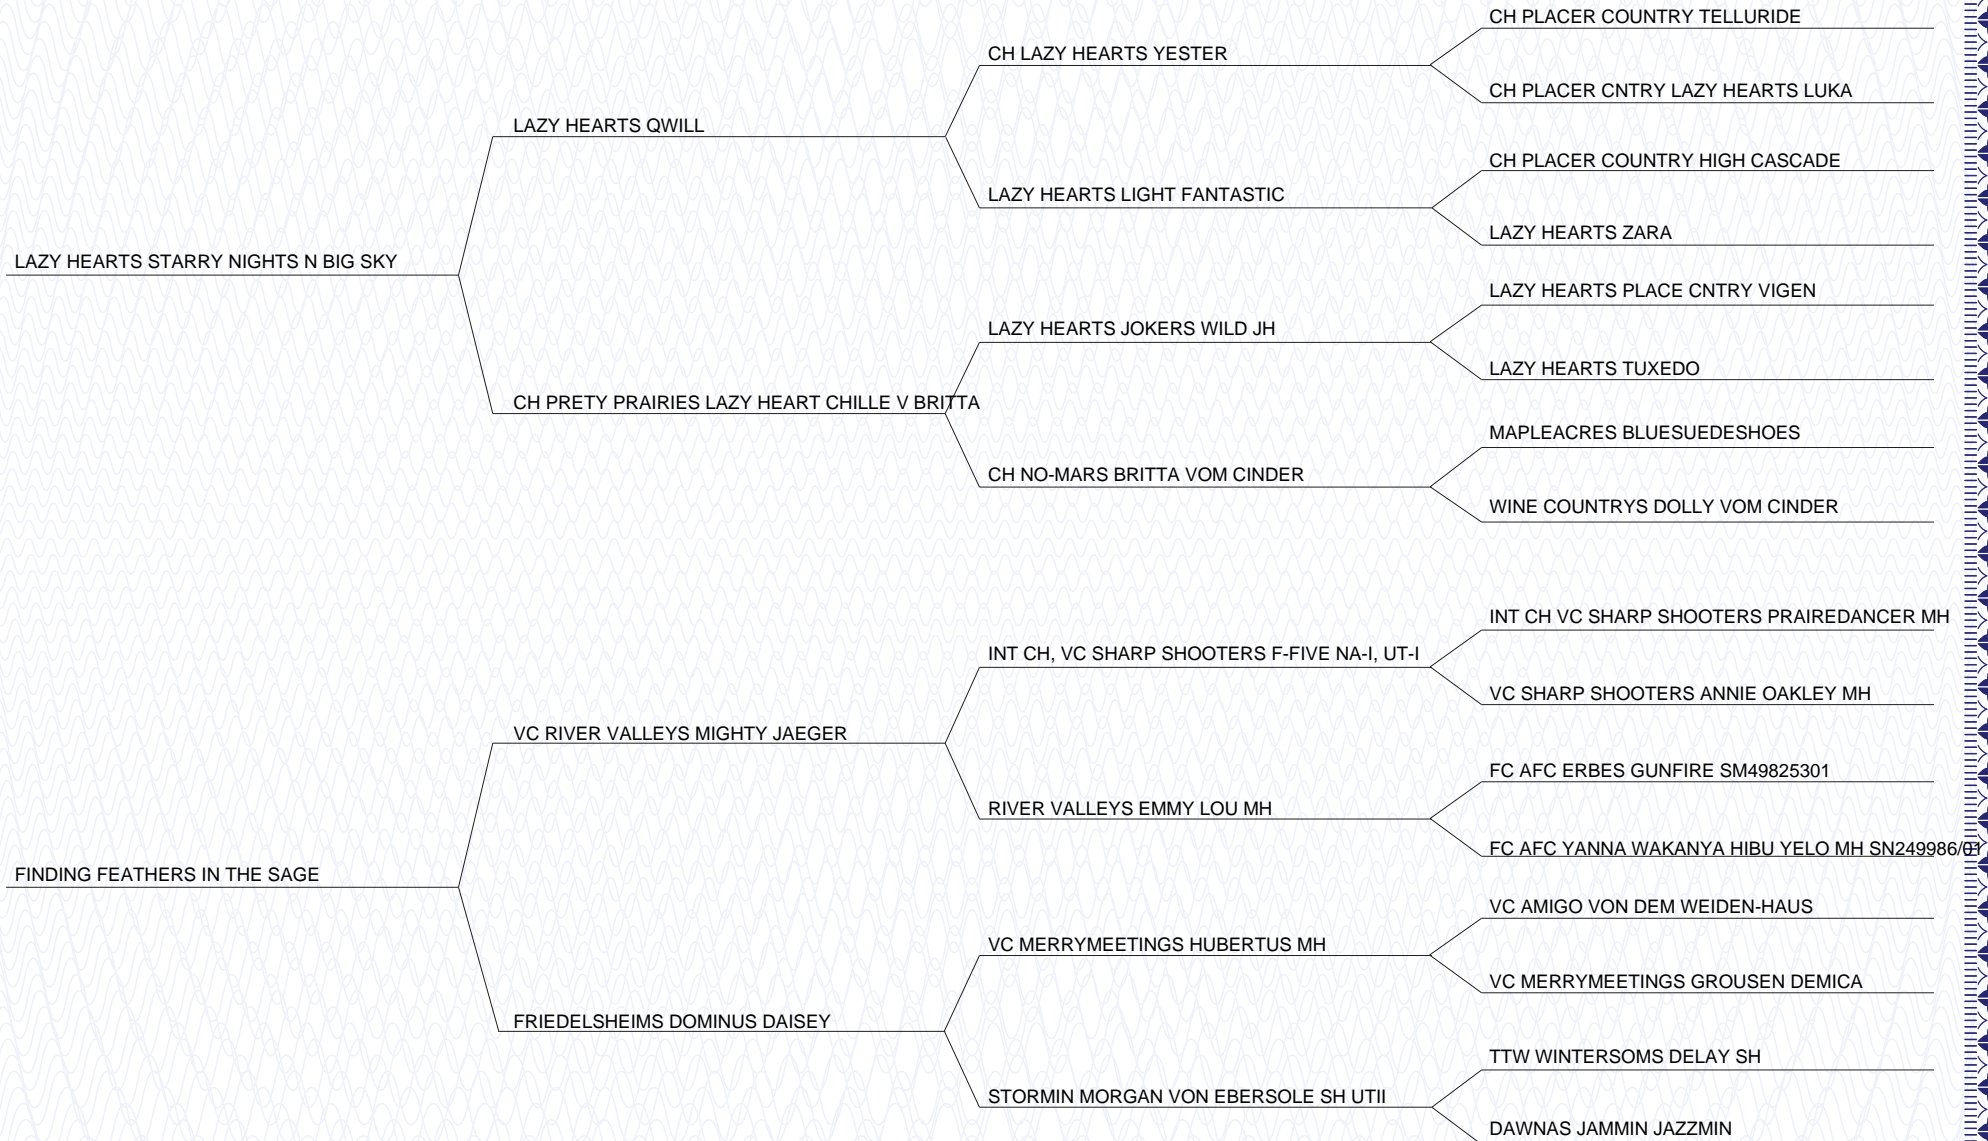 CH PLACER COUNTRY TELLURIDE
CH LAZY HEARTS YESTER
CH PLACER CNTRY LAZY HEARTS LUKA
LAZY HEARTS QWILL
CH PLACER COUNTRY HIGH CASCADE
LAZY HEARTS LIGHT FANTASTIC
LAZY HEARTS ZARA
LAZY HEARTS STARRY NIGHTS N BIG SKY
LAZY HEARTS PLACE CNTRY VIGEN
LAZY HEARTS JOKERS WILD JH
LAZY HEARTS TUXEDO
CH PRETY PRAIRIES LAZY HEART CHILLE V BRITTA
MAPLEACRES BLUESUEDESHOES
CH NO-MARS BRITTA VOM CINDER
WINE COUNTRYS DOLLY VOM CINDER
INT CH VC SHARP SHOOTERS PRAIREDANCER MH
INT CH, VC SHARP SHOOTERS F-FIVE NA-I, UT-I
VC SHARP SHOOTERS ANNIE OAKLEY MH
VC RIVER VALLEYS MIGHTY JAEGER
FC AFC ERBES GUNFIRE SM49825301
RIVER VALLEYS EMMY LOU MH
FC AFC YANNA WAKANYA HIBU YELO MH SN249986/01
FINDING FEATHERS IN THE SAGE
VC AMIGO VON DEM WEIDEN-HAUS
VC MERRYMEETINGS HUBERTUS MH
VC MERRYMEETINGS GROUSEN DEMICA
FRIEDELSHEIMS DOMINUS DAISEY
TTW WINTERSOMS DELAY SH
STORMIN MORGAN VON EBERSOLE SH UTII
DAWNAS JAMMIN JAZZMIN